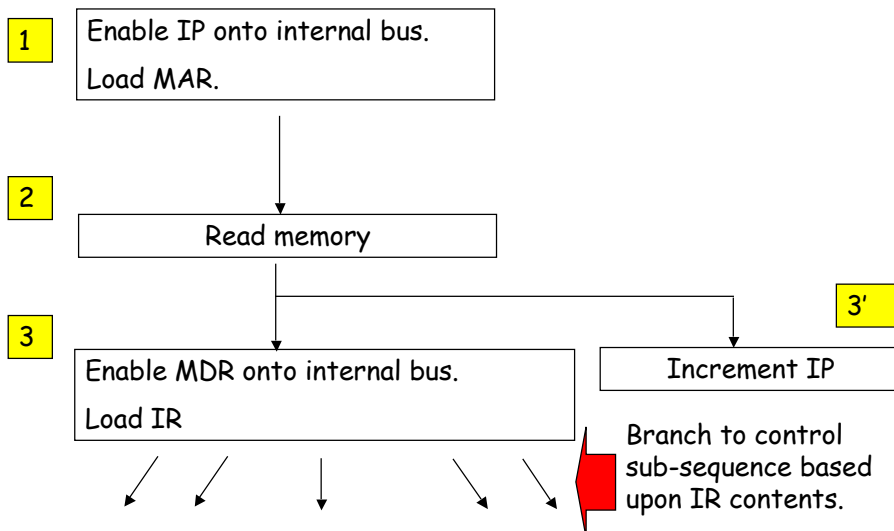 1
Enable IP onto internal bus.
Load MAR.
2
Read memory
3'
3
Enable MDR onto internal bus.
Load IR
Increment IP
Branch to control
sub-sequence based
upon IR contents.